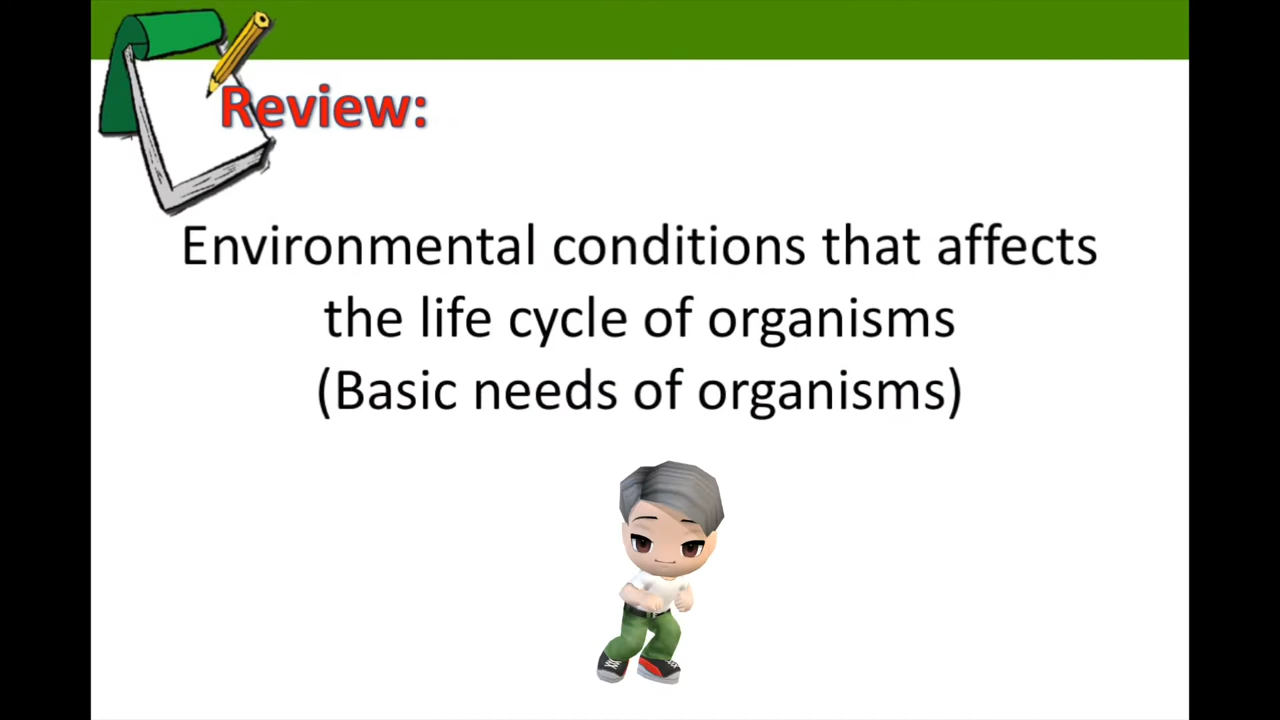 Review:
Environmental conditions that affects
the life cycle of organisms
(Basic needs of organisms)